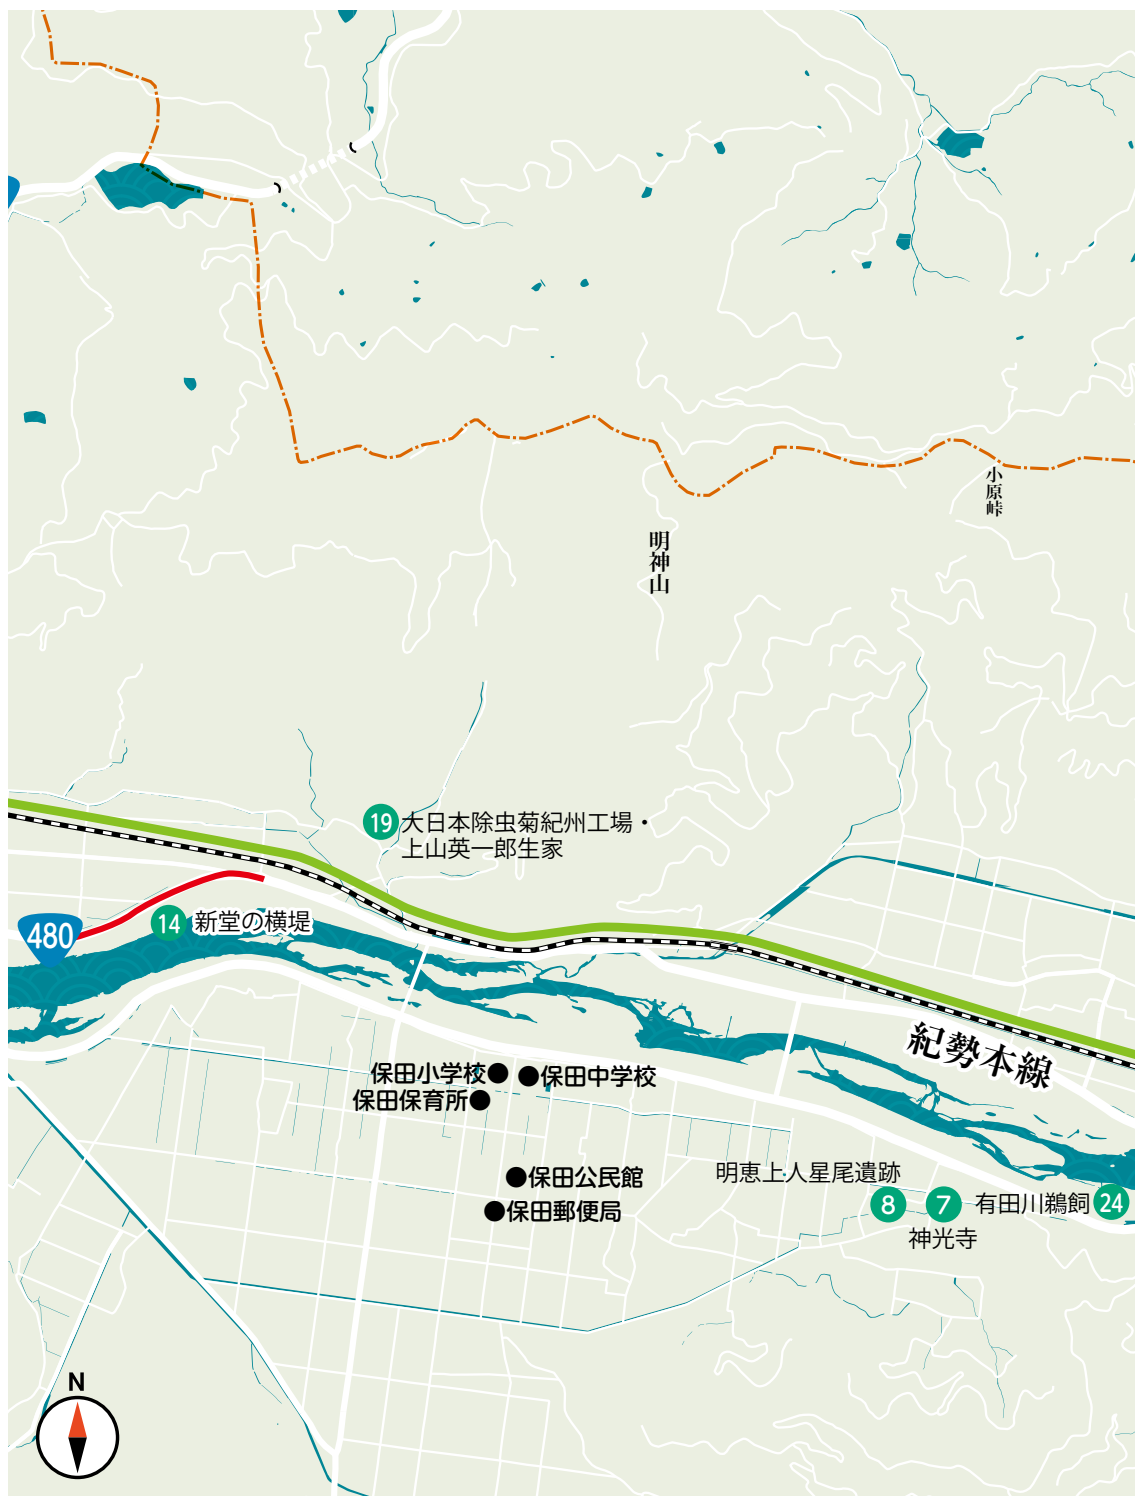 小原峠
明神山
19
大日本除虫菊紀州工場・
上山英一郎生家
480
14 新堂の横堤
紀勢本線
保田小学校
保田中学校
保田保育所
保田公民館
保田郵便局
明恵上人星尾遺跡
8
7
神光寺
有田川鵜飼 24
N